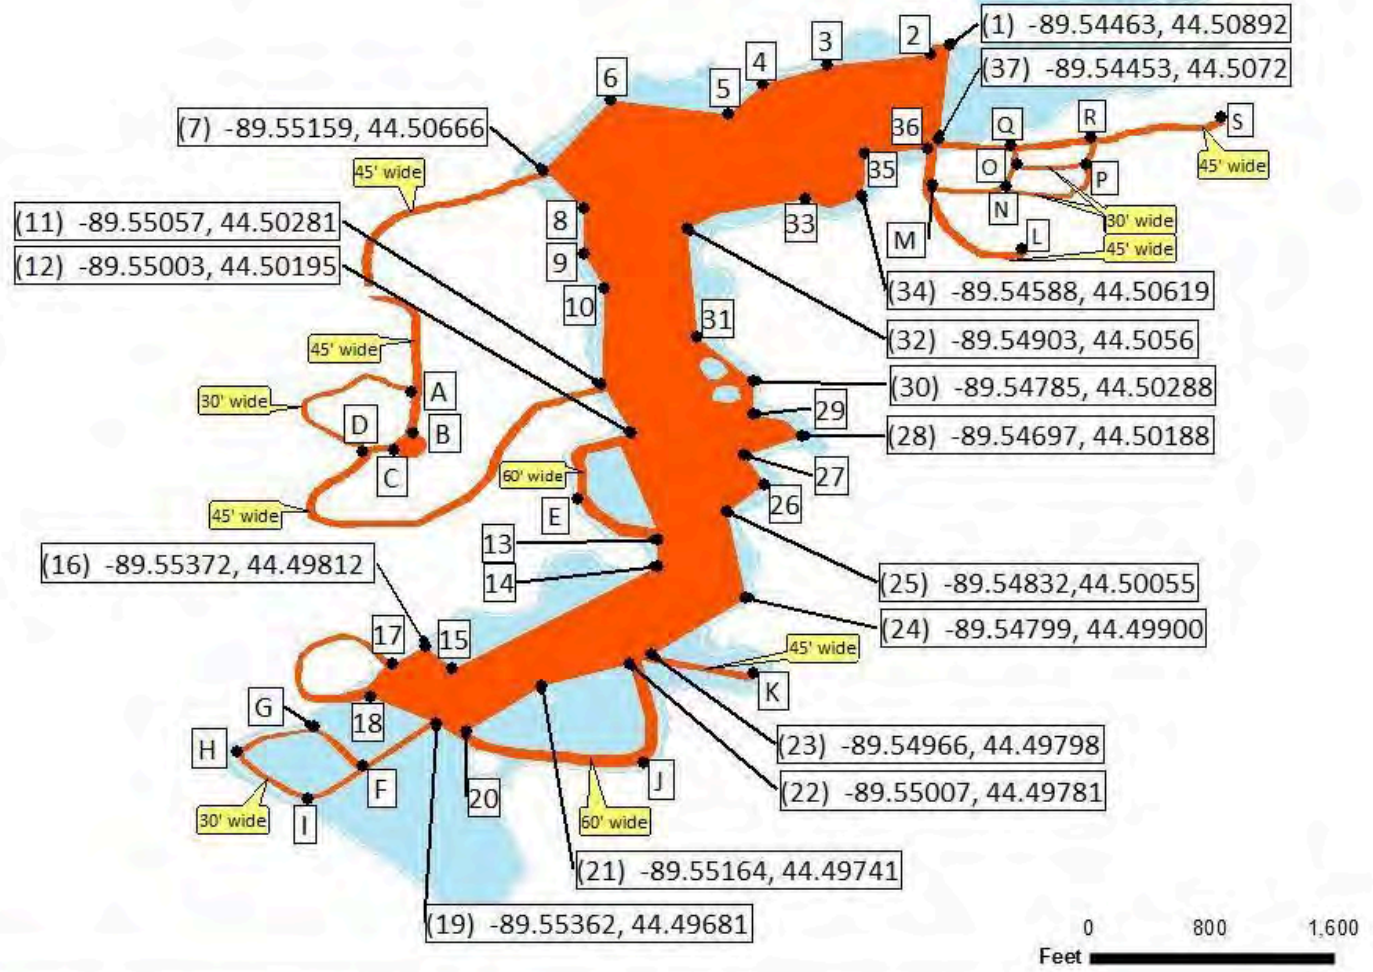 (1) -89.54463, 44.50892
2
3
4
(37) -89.54453, 44.5072
6
5
(7) -89.55159, 44.50666
36
Q
R
S
45' wide
O
P
45' wide
35
N
30' wide
8
33
M
L
45' wide
(11) -89.55057, 44.50281
9
(12) -89.55003, 44.50195
(34) -89.54588, 44.50619
10
31
(32) -89.54903, 44.5056
45' wide
(30) -89.54785, 44.50288
A
30' wide
29
D
B
(28) -89.54697, 44.50188
C
60' wide
27
26
45' wide
E
13
(16) -89.55372, 44.49812
14
(25) -89.54832, 44.50055
(24) -89.54799, 44.49900
17
15
45' wide
K
G
18
H
(23) -89.54966, 44.49798
F
J
(22) -89.55007, 44.49781
20
30' wide
I
60' wide
(21) -89.55164, 44.49741
(19) -89.55362, 44.49681
0 800 1,600
Feet